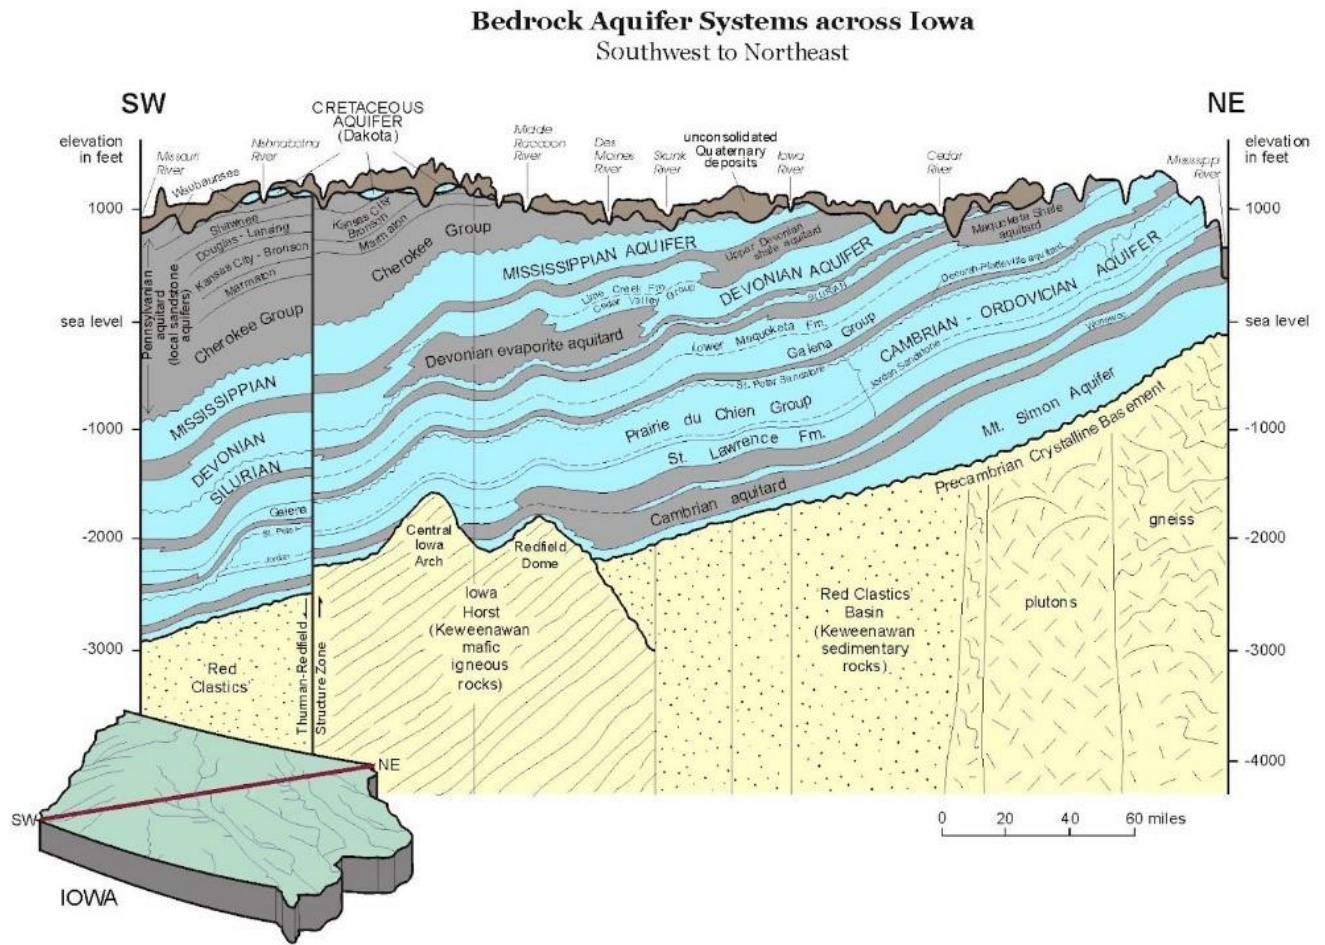 Bedrock Aquifer Systems across Iowa
Southwest to Northeast
SW
NE
elevation
in feet
Missouri
River
Waubaunsee
Nishnabotna
River
CRETACEOUS
AQUIFER
(Dakota)
Middle
Raccoon
River
Des
Moines
River
Skunk
River
unconsolidated
Quaternary
deposits
Iowa
River
Cedar
River
Mississippi
River
elevation
in feet
1000
sea level
-1000
-2000
-3000
1000
sea level
-1000
-2000
-3000
-4000
Pennsylvanian
aquitard
(local sandstone
aquifers)
Shawnee
Douglas - Lansing
Kansas City - Bronson
Marmaton
Cherokee Group
MISSISSIPPIAN
DEVONIAN
SILURIAN
Galena
St. Peter
Jordan
Kansas City
Bronson
Marmaton
Cherokee Group
MISSISSIPPIAN AQUIFER
Upper Devonian
shale aquitard
Lime Creek Fm.
Cedar Valley Group
DEVONIAN AQUIFER
SILURIAN
Maquoketa Shale
aquitard
Devonian evaporite aquitard
Lower Maquoketa Fm.
Galena Group
Decorah-Platteville aquitard
St. Peter Sandstone
CAMBRIAN - ORDOVICIAN AQUIFER
Jordan Sandstone
Prairie du Chien Group
St. Lawrence Fm.
Wonewoc
Cambrian aquitard
Mt. Simon Aquifer
Precambrian Crystalline Basement
Central
Iowa
Arch
Redfield
Dome
Iowa
Horst
(Keweenawan
mafic
igneous
rocks)
Red Clastics'
Basin
(Keweenawan
sedimentary
rocks)
plutons
gneiss
'Red
Clastics'
Thurman-Redfield
Structure Zone
0 20 40 60 miles
SW
NE
IOWA